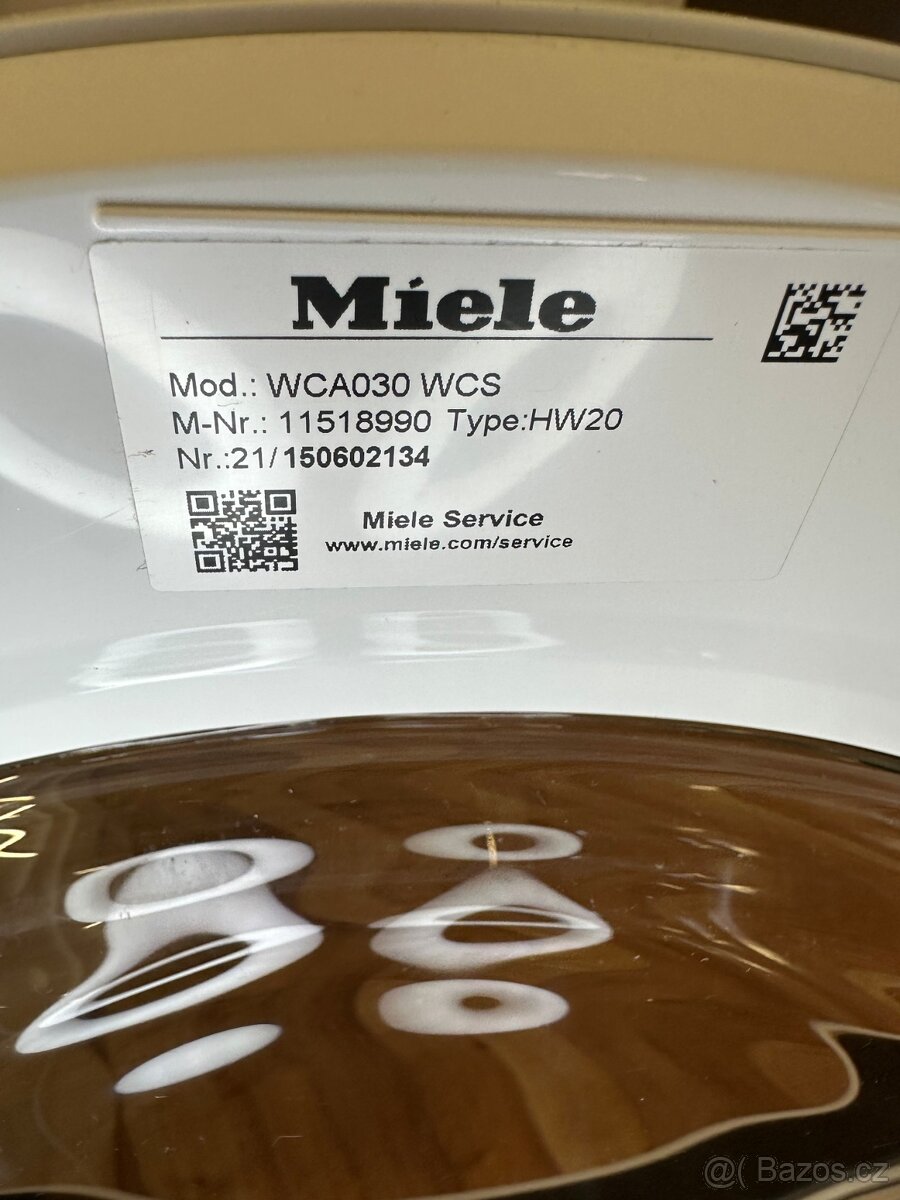 Miele
Mod.: WCA030 WCS
M-Nr.: 11518990 Type:HW20
Nr.:21/150602134
Miele Service
www.miele.com/service
@( Bazos.cz